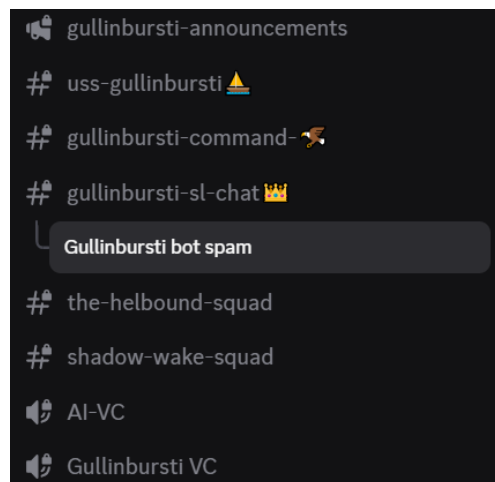 gullinbursti-announcements
uss-gullinbursti⛵
gullinbursti-command-🦅
gullinbursti-sl-chat👑
Gullinbursti bot spam
the-helbound-squad
shadow-wake-squad
AI-VC
Gullinbursti VC